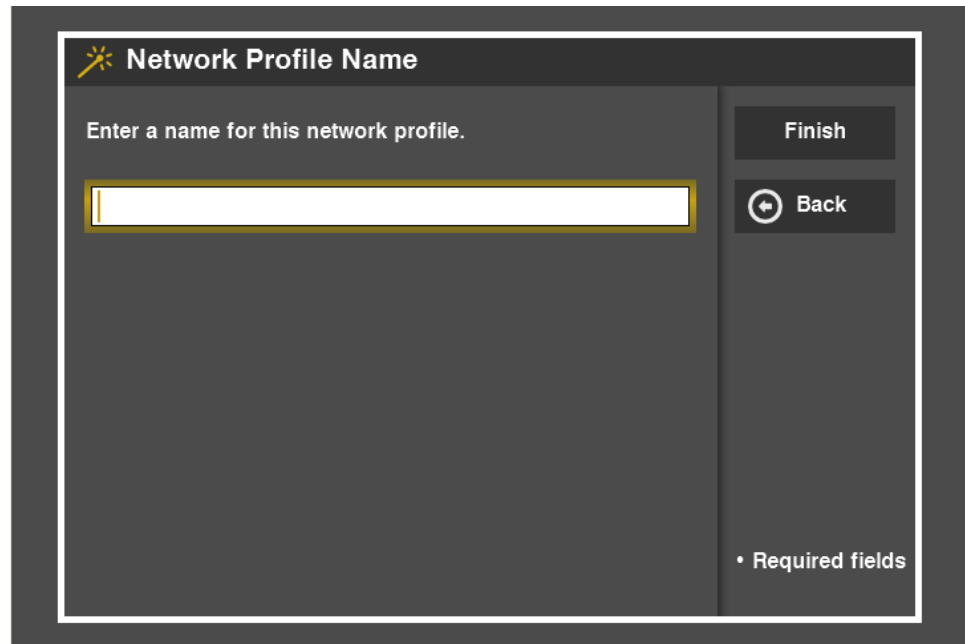 Network Profile Name
Enter a name for this network profile.
Finish
Back
• Required fields